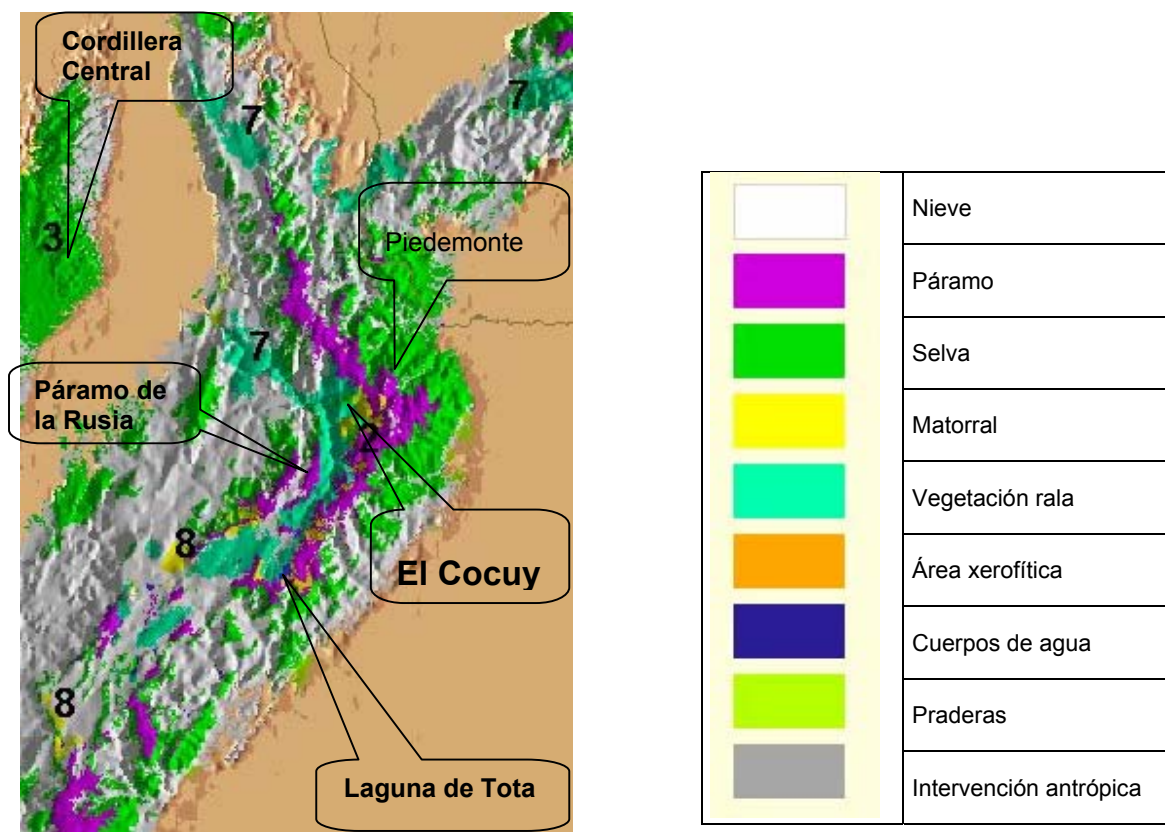 Cordillera
Central
7
7
3
Piedemonte
7
Páramo de
la Rusia
2
8
El Cocuy
8
Laguna de Tota
Nieve
Páramo
Selva
Matorral
Vegetación rala
Área xerofítica
Cuerpos de agua
Praderas
Intervención antrópica